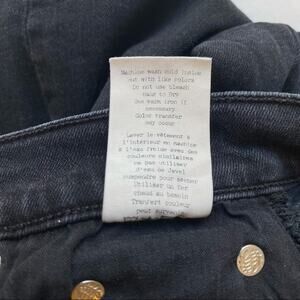 Machine wash cold inside
out with like colors
Do not use bleach
Hang to Dry
Use warm iron if
necessary
Color transfer
may occur
Laver le vêtement à
l'intérieur en machine
à l'eau froide avec des
couleurs similaires
ne pas utiliser
d'eau de Javel
suspendre pour sécher
Utiliser un fer
chaud au besoin
Transfert couleur
peut survenir